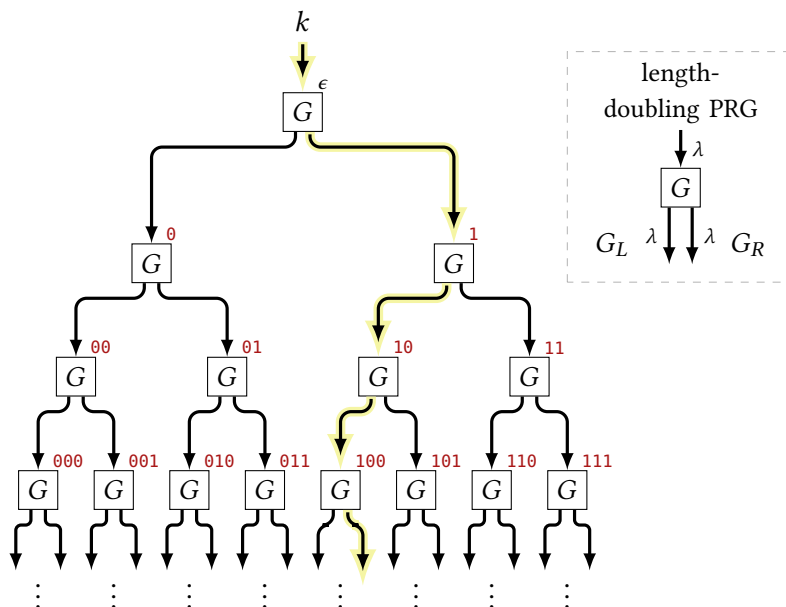 k
G ϵ
length-
doubling PRG
λ
G
G_L λ λ G_R
G 0
G 1
G 00
G 01
G 10
G 11
G 000
G 001
G 010
G 011
G 100
G 101
G 110
G 111
⋮ ⋮ ⋮ ⋮ ⋮ ⋮ ⋮ ⋮